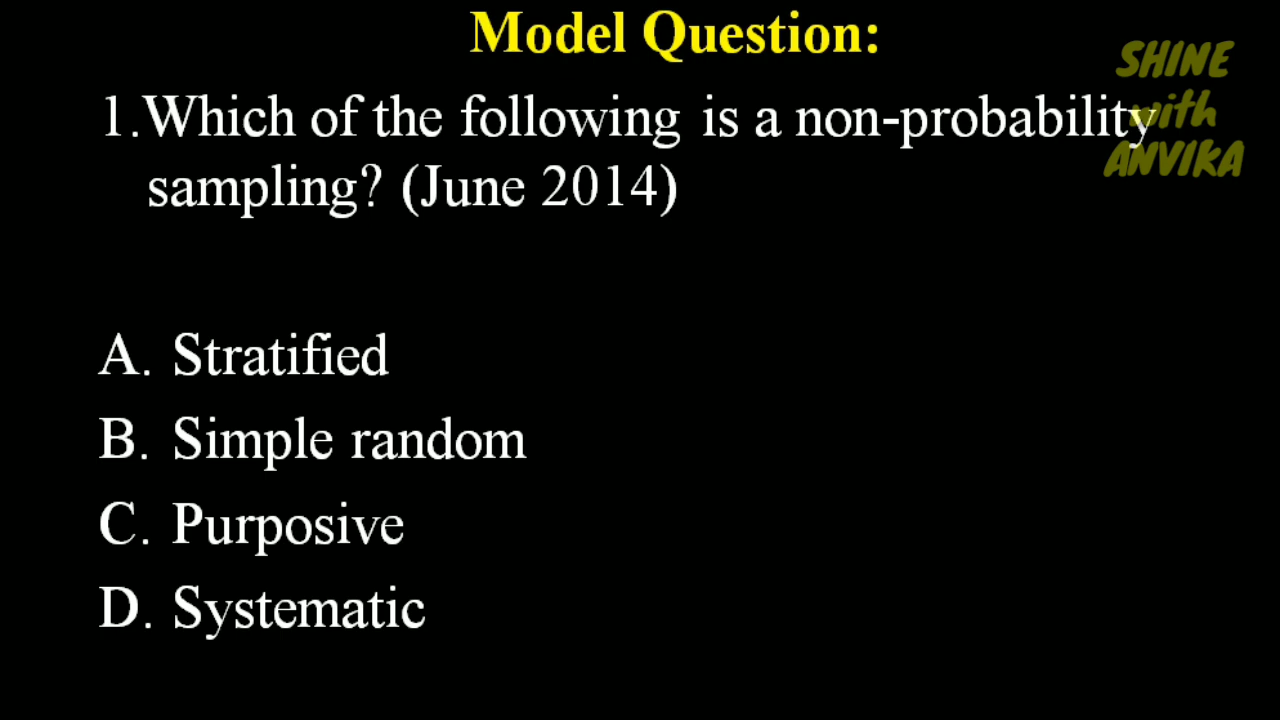 Model Question:
SHINE
with
ANVIKA
1.Which of the following is a non-probability
sampling? (June 2014)
A. Stratified
B. Simple random
C. Purposive
D. Systematic